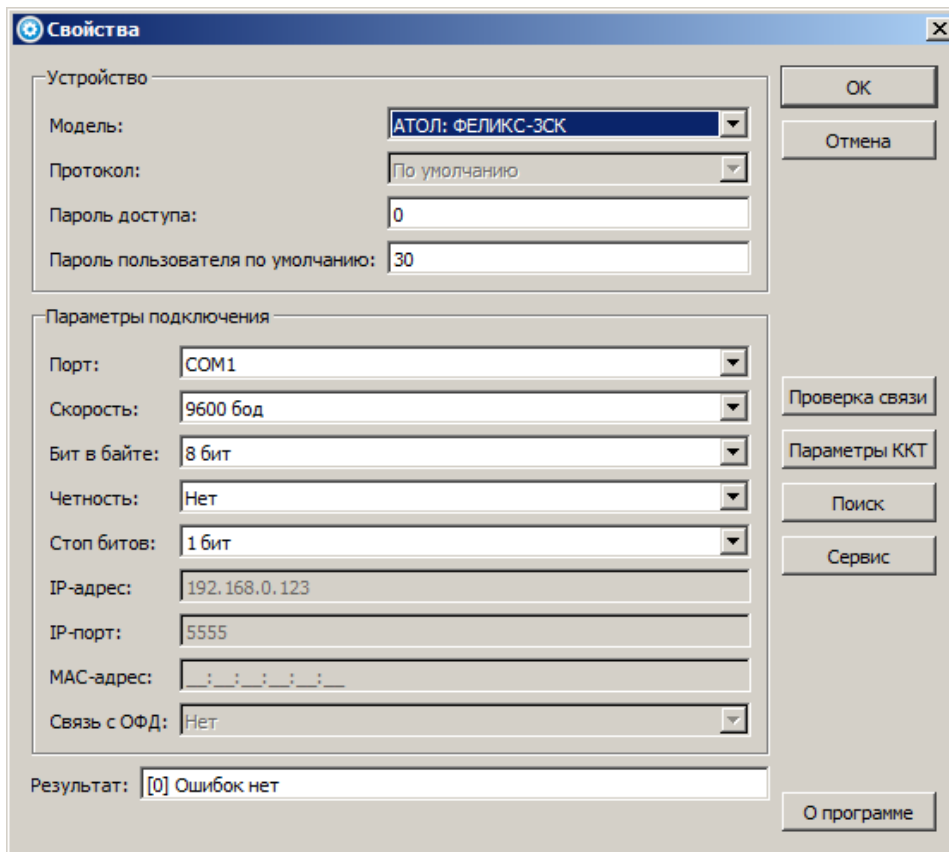 Свойства
Устройство
OK
Модель: АТОЛ: ФЕЛИКС-3СК
Отмена
Протокол: По умолчанию
Пароль доступа: 0
Пароль пользователя по умолчанию: 30
Параметры подключения
Порт: COM1
Скорость: 9600 бод
Проверка связи
Бит в байте: 8 бит
Параметры ККТ
Четность: Нет
Поиск
Стоп битов: 1 бит
Сервис
IP-адрес: 192.168.0.123
IP-порт: 5555
MAC-адрес: __:__:__:__:__:__
Связь с ОФД: Нет
Результат: [0] Ошибок нет
О программе